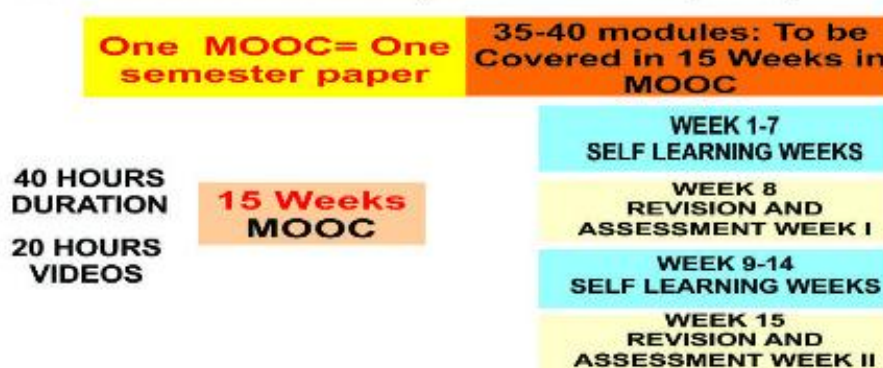 One MOOC= One
semester paper
35-40 modules: To be
Covered in 15 Weeks in
MOOC
WEEK 1-7
SELF LEARNING WEEKS
40 HOURS
DURATION
20 HOURS
VIDEOS
15 Weeks
MOOC
WEEK 8
REVISION AND
ASSESSMENT WEEK I
WEEK 9-14
SELF LEARNING WEEKS
WEEK 15
REVISION AND
ASSESSMENT WEEK II